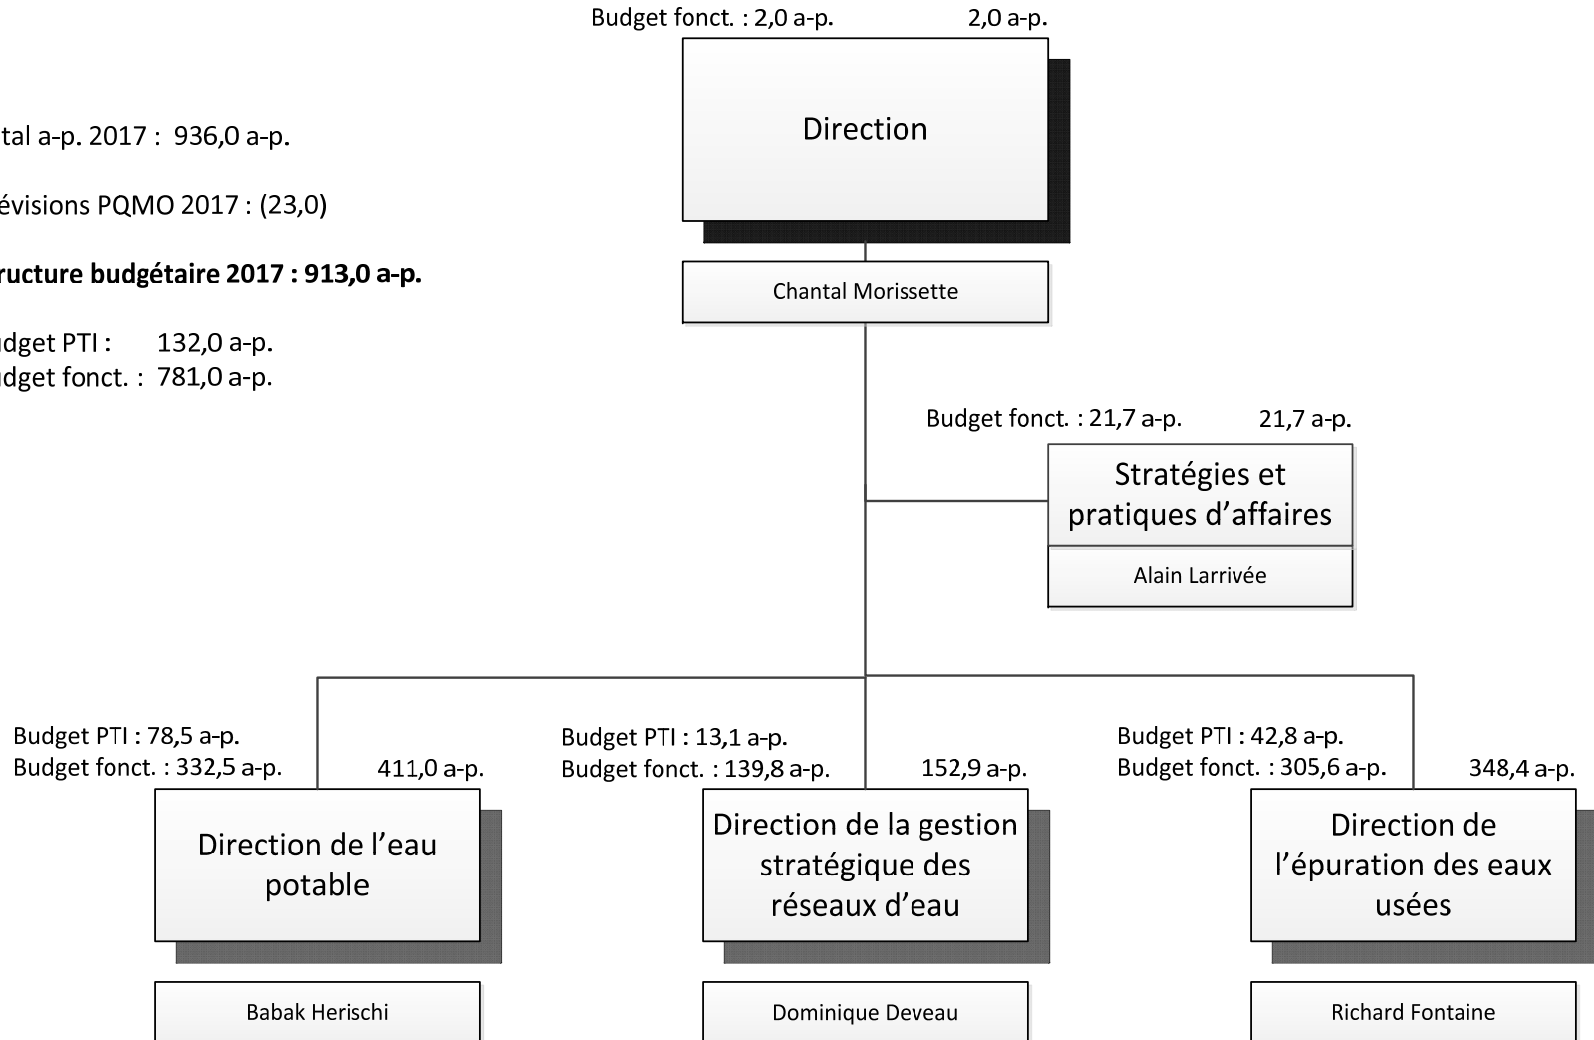 Budget fonct. : 2,0 a-p. 2,0 a-p.
Direction
Chantal Morissette
tal a-p. 2017 : 936,0 a-p.
évisions PQMO 2017 : (23,0)
ructure budgétaire 2017 : 913,0 a-p.
udget PTI : 132,0 a-p.
udget fonct. : 781,0 a-p.
Budget fonct. : 21,7 a-p. 21,7 a-p.
Stratégies et
pratiques d’affaires
Alain Larrivée
Budget PTI : 78,5 a-p.
Budget fonct. : 332,5 a-p. 411,0 a-p.
Direction de l’eau
potable
Babak Herischi
Budget PTI : 13,1 a-p.
Budget fonct. : 139,8 a-p. 152,9 a-p.
Direction de la gestion
stratégique des
réseaux d’eau
Dominique Deveau
Budget PTI : 42,8 a-p.
Budget fonct. : 305,6 a-p. 348,4 a-p.
Direction de
l’épuration des eaux
usées
Richard Fontaine